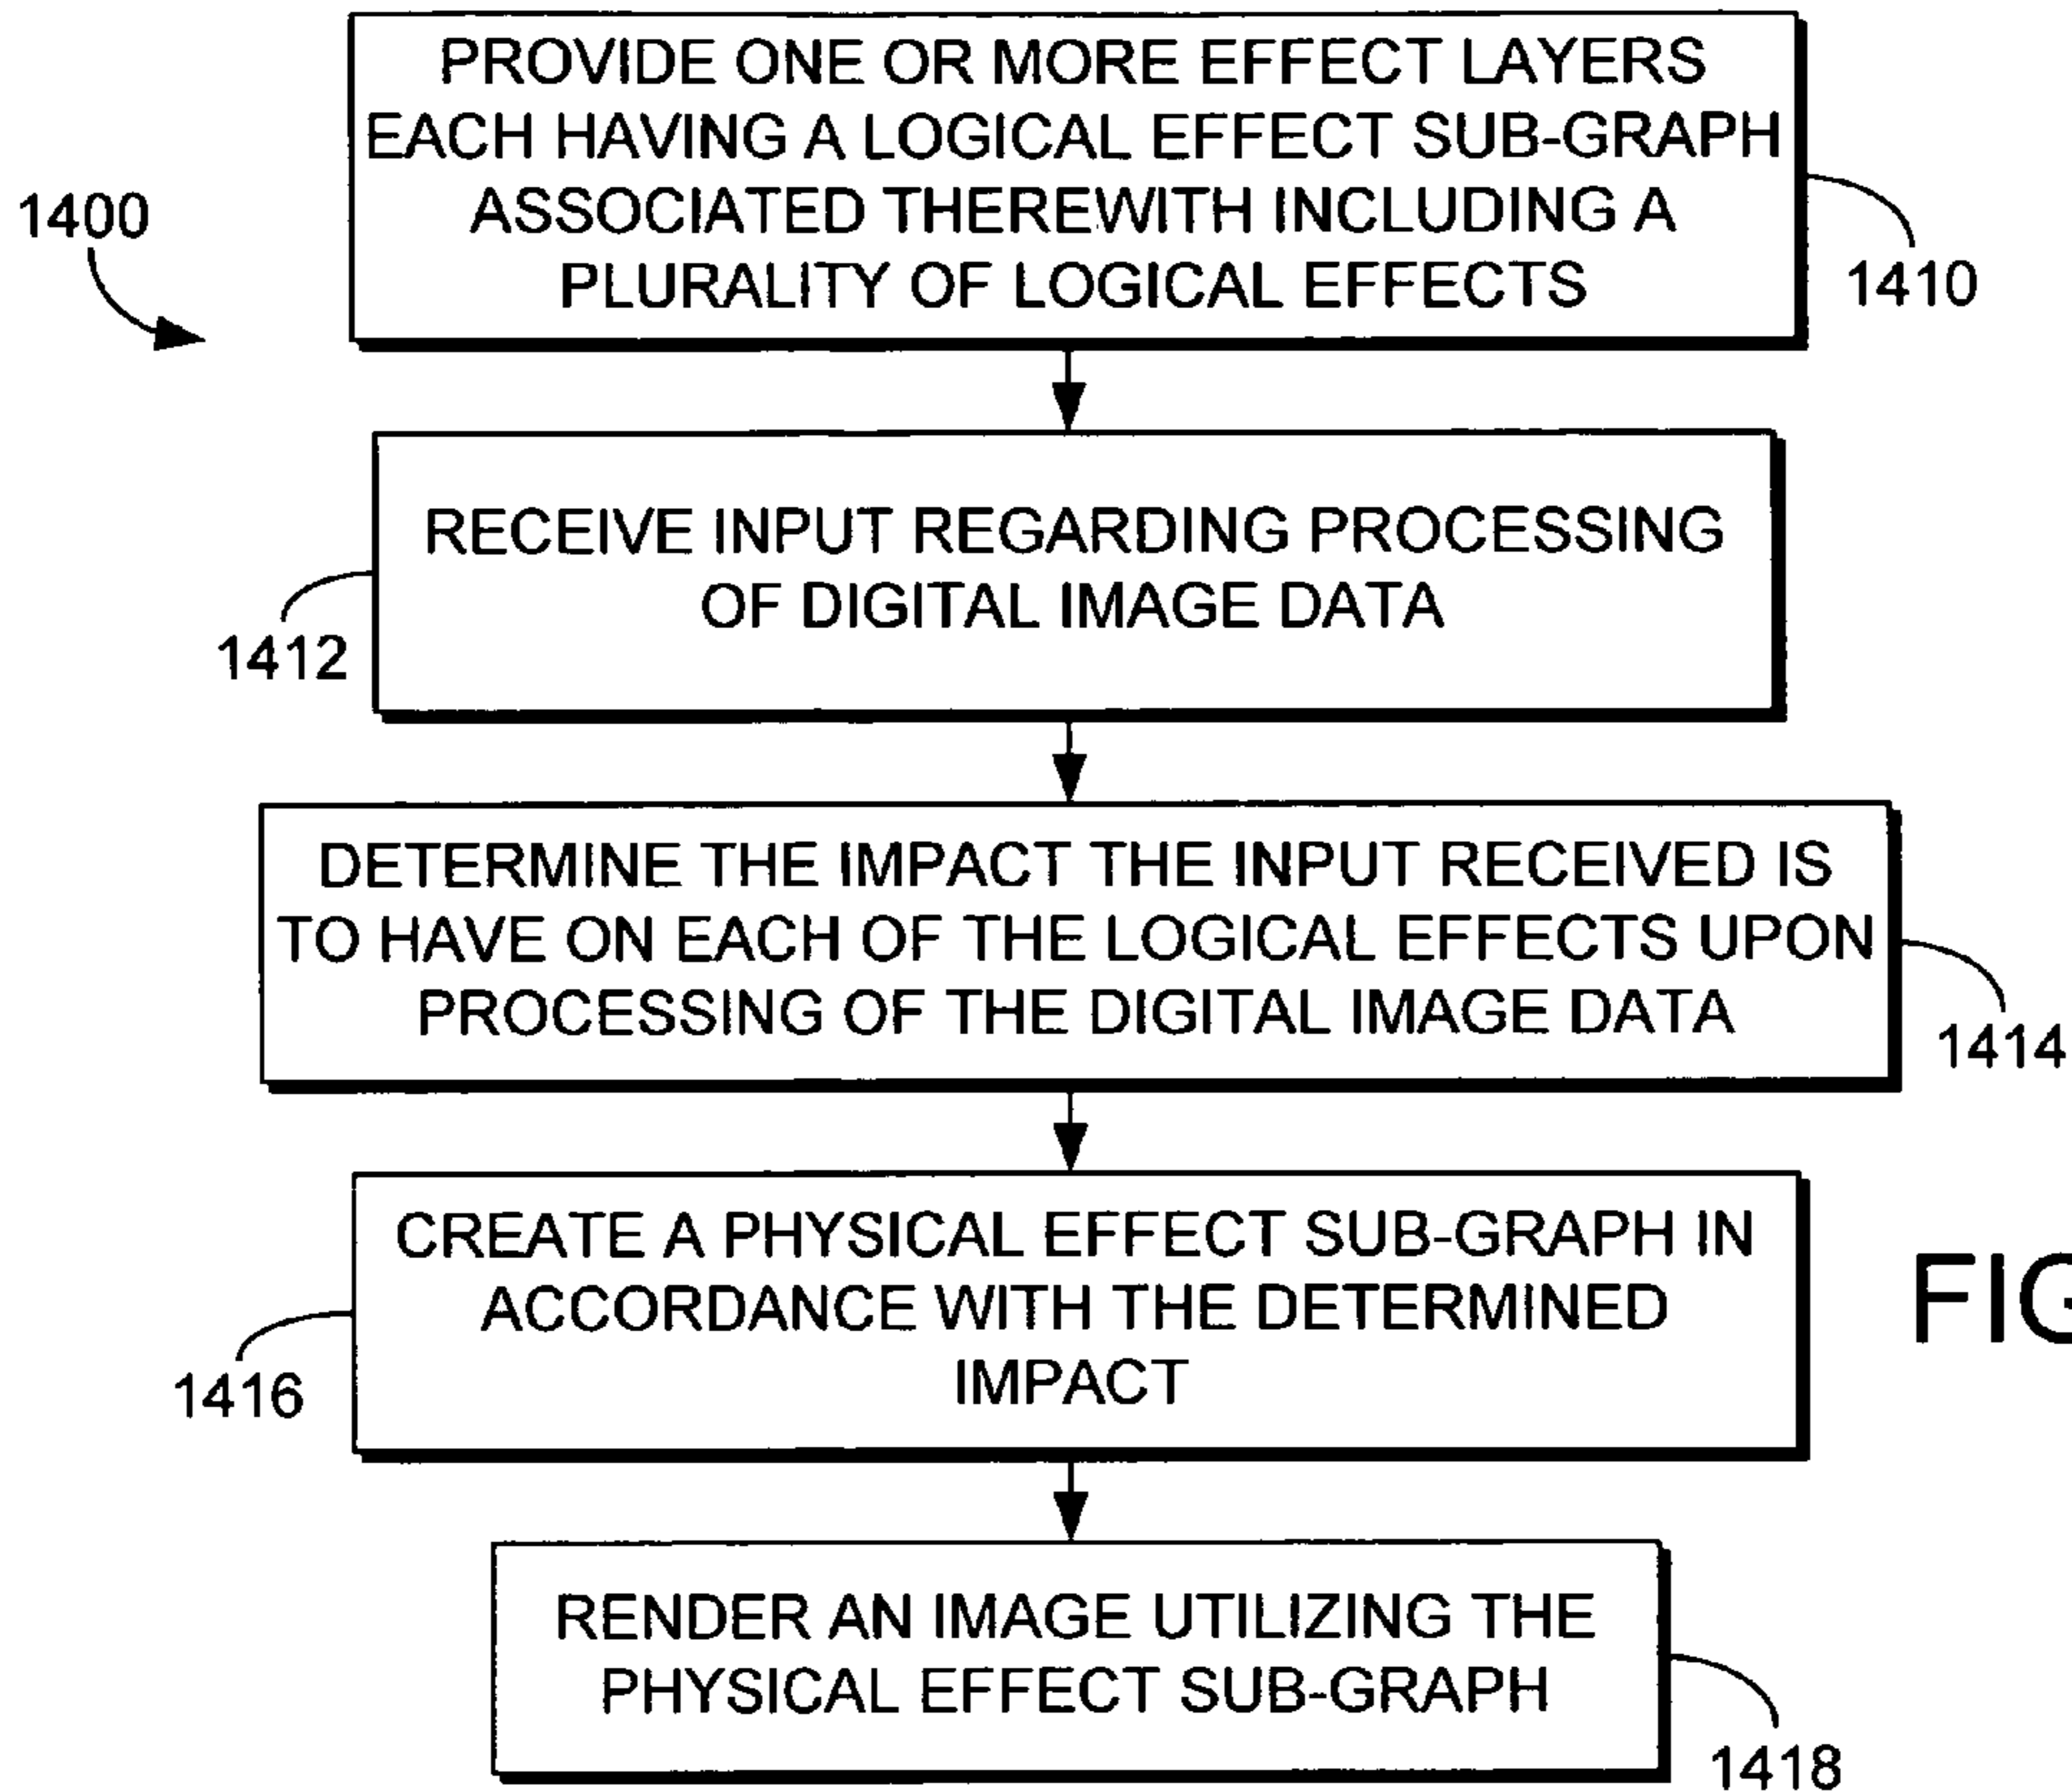 PROVIDE ONE OR MORE EFFECT LAYERS
EACH HAVING A LOGICAL EFFECT SUB-GRAPH
ASSOCIATED THEREWITH INCLUDING A
PLURALITY OF LOGICAL EFFECTS
1400
1410
RECEIVE INPUT REGARDING PROCESSING
OF DIGITAL IMAGE DATA
1412
DETERMINE THE IMPACT THE INPUT RECEIVED IS
TO HAVE ON EACH OF THE LOGICAL EFFECTS UPON
PROCESSING OF THE DIGITAL IMAGE DATA
1414
CREATE A PHYSICAL EFFECT SUB-GRAPH IN
ACCORDANCE WITH THE DETERMINED
IMPACT
1416
FIG
RENDER AN IMAGE UTILIZING THE
PHYSICAL EFFECT SUB-GRAPH
1418